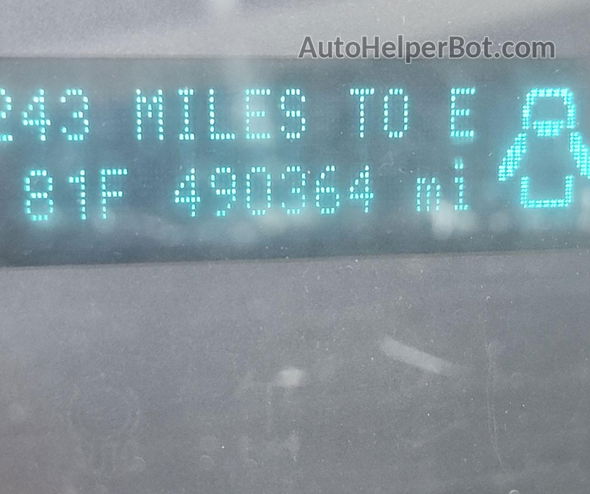 AutoHelperBot.com
243 MILES TO E
81F 490364 mi